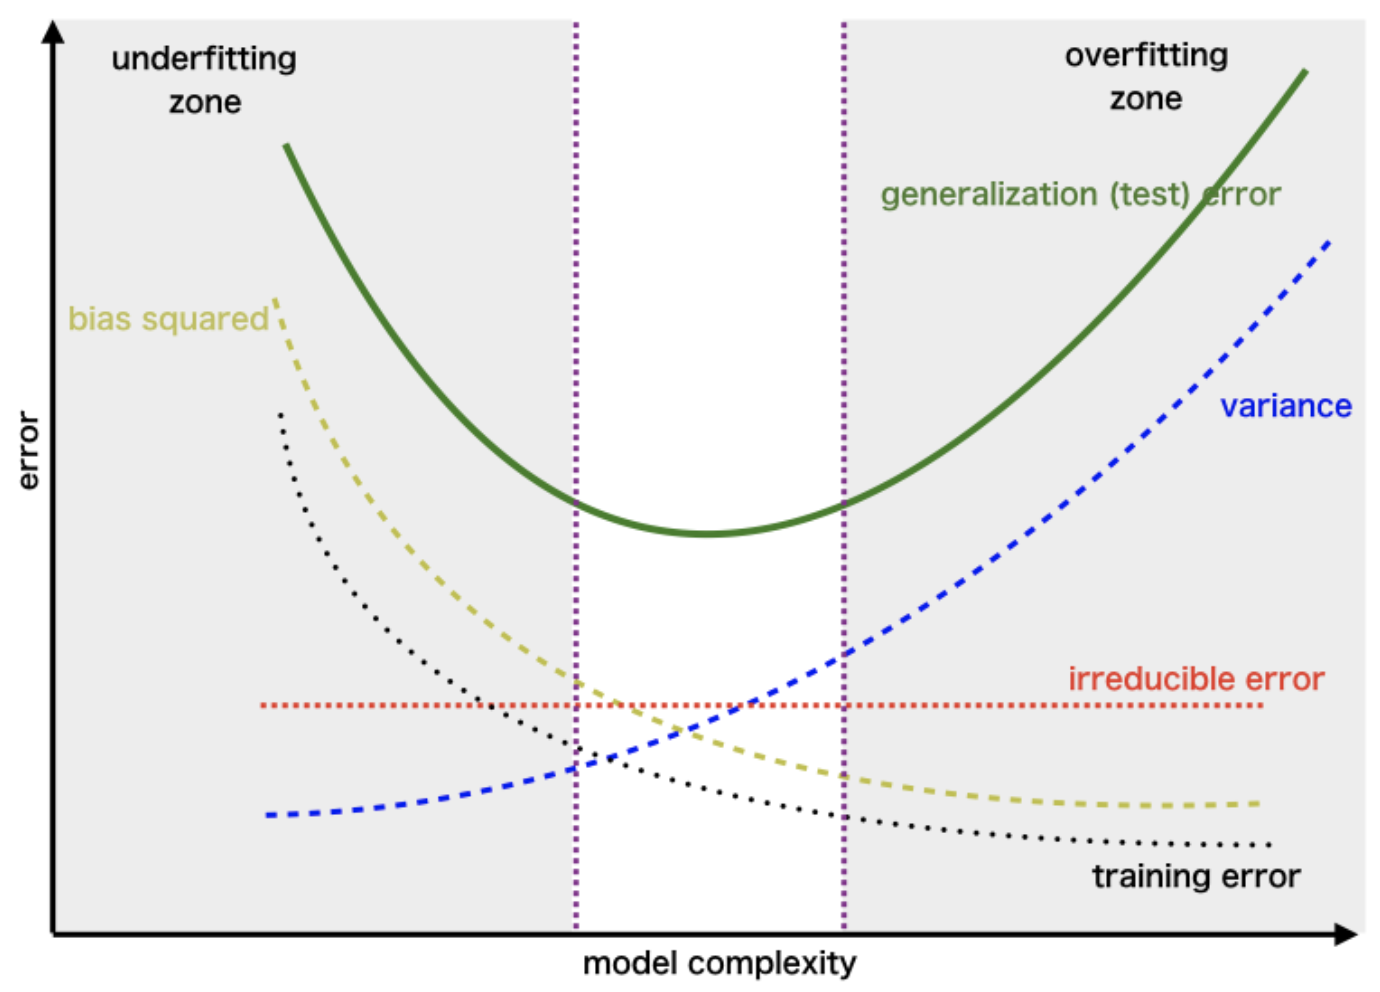 underfitting
zone
overfitting
zone
generalization (test) error
bias squared
variance
error
irreducible error
training error
model complexity